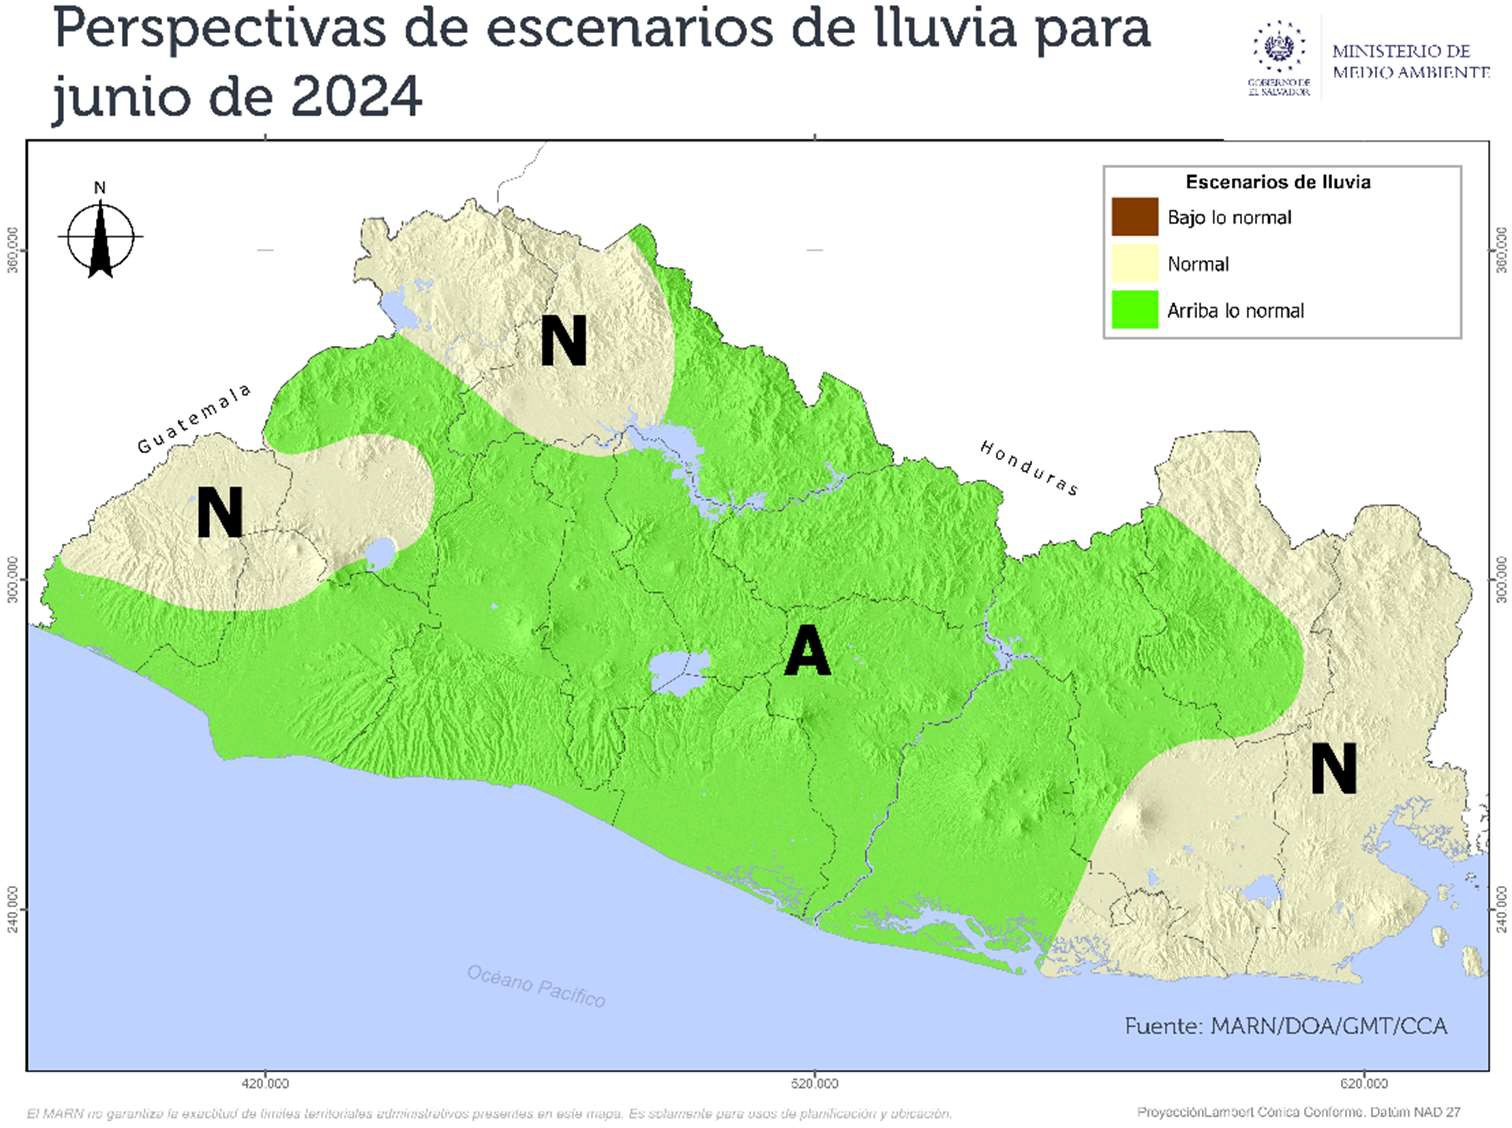 Perspectivas de escenarios de lluvia para
junio de 2024
GOBIERNO DE
EL SALVADOR
MINISTERIO DE
MEDIO AMBIENTE
N
Escenarios de lluvia
Bajo lo normal
Normal
Arriba lo normal
360,000
360,000
Guatemala
Honduras
N
N
A
N
300,000
300,000
240,000
240,000
Océano Pacífico
Fuente: MARN/DOA/GMT/CCA
420,000
520,000
620,000
El MARN no garantiza la exactitud de límites territoriales administrativos presentes en este mapa. Es solamente para usos de planificación y ubicación.
ProyecciónLambert Cónica Conforme. Datúm NAD 27